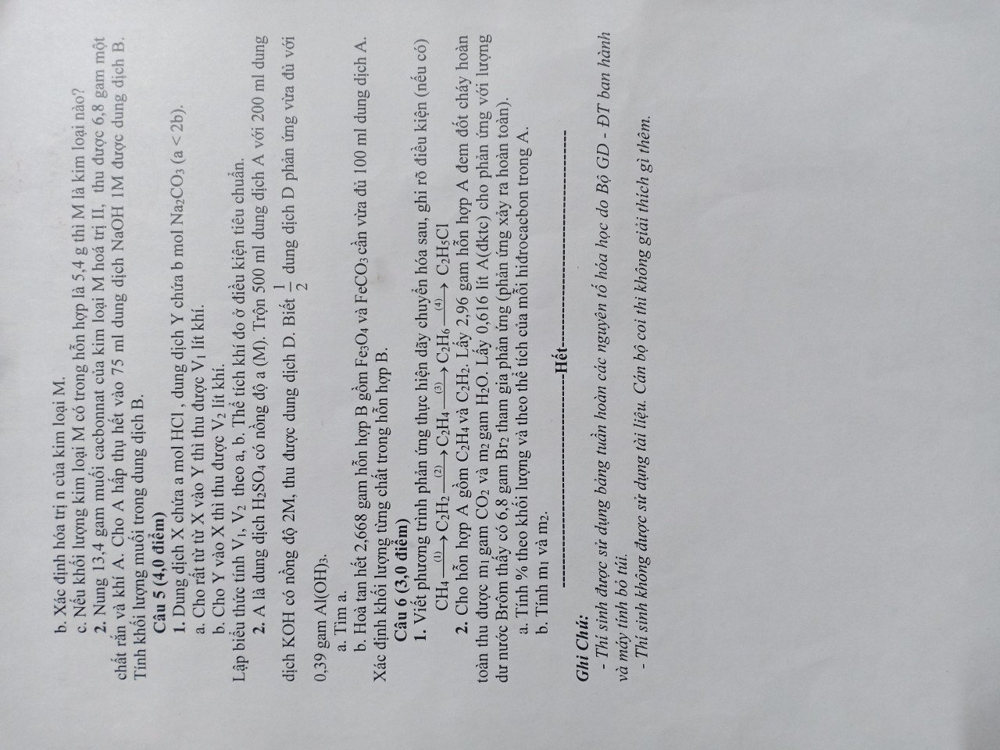 b. Xác định hóa trị n của kim loại M.
c. Nếu khối lượng kim loại M có trong hỗn hợp là 5,4 g thì M là kim loại nào?
2. Nung 13,4 gam muối cacbonnat của kim loại M hoá trị II, thu được 6,8 gam một
chất rắn và khí A. Cho A hấp thụ hết vào 75 ml dung dịch NaOH 1M được dung dịch B.
Tính khối lượng muối trong dung dịch B.
Câu 5 (4,0 điểm)
1. Dung dịch X chứa a mol HCl , dung dịch Y chứa b mol Na₂CO₃ (a < 2b).
a. Cho rất từ từ X vào Y thì thu được V₁ lít khí.
b. Cho Y vào X thì thu được V₂ lít khí.
Lập biểu thức tính V₁, V₂ theo a, b. Thể tích khí đo ở điều kiện tiêu chuẩn.
2. A là dung dịch H₂SO₄ có nồng độ a (M). Trộn 500 ml dung dịch A với 200 ml dung
dịch KOH có nồng độ 2M, thu được dung dịch D. Biết 1/2 dung dịch D phản ứng vừa đủ với
0,39 gam Al(OH)₃.
a. Tìm a.
b. Hoà tan hết 2,668 gam hỗn hợp B gồm Fe₃O₄ và FeCO₃ cần vừa đủ 100 ml dung dịch A.
Xác định khối lượng từng chất trong hỗn hợp B.
Câu 6 (3,0 điểm)
1. Viết phương trình phản ứng thực hiện dãy chuyển hóa sau, ghi rõ điều kiện (nếu có)
CH₄ —(1)→ C₂H₂ —(2)→ C₂H₄ —(3)→ C₂H₆ —(4)→ C₂H₅Cl
2. Cho hỗn hợp A gồm C₂H₄ và C₂H₂. Lấy 2,96 gam hỗn hợp A đem đốt cháy hoàn
toàn thu được m₁ gam CO₂ và m₂ gam H₂O. Lấy 0,616 lít A(đktc) cho phản ứng với lượng
dư nước Brôm thấy có 6,8 gam Br₂ tham gia phản ứng (phản ứng xảy ra hoàn toàn).
a. Tính % theo khối lượng và theo thể tích của mỗi hiđrocacbon trong A.
b. Tính m₁ và m₂.
----------------------------Hết----------------------------
Ghi Chú:
- Thí sinh được sử dụng bảng tuần hoàn các nguyên tố hóa học do Bộ GD - ĐT ban hành
và máy tính bỏ túi.
- Thí sinh không được sử dụng tài liệu. Cán bộ coi thi không giải thích gì thêm.